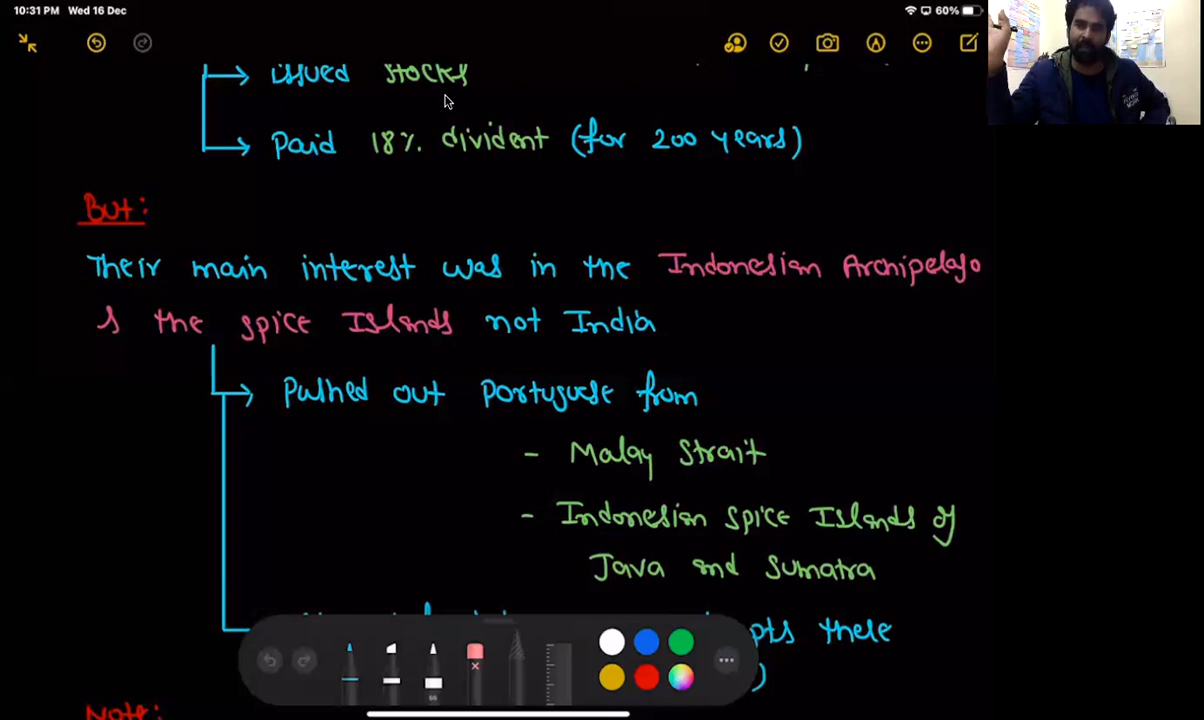 10:31 PM Wed 16 Dec
60%
issued stocks
Paid 18% divident (for 200 years)
But:
Their main interest was in the Indonesian Archipelago
& the spice Islands not India
Pushed out Portuguese from
- Malay Strait
- Indonesian Spice Islands of
Java and Sumatra
there
Note: